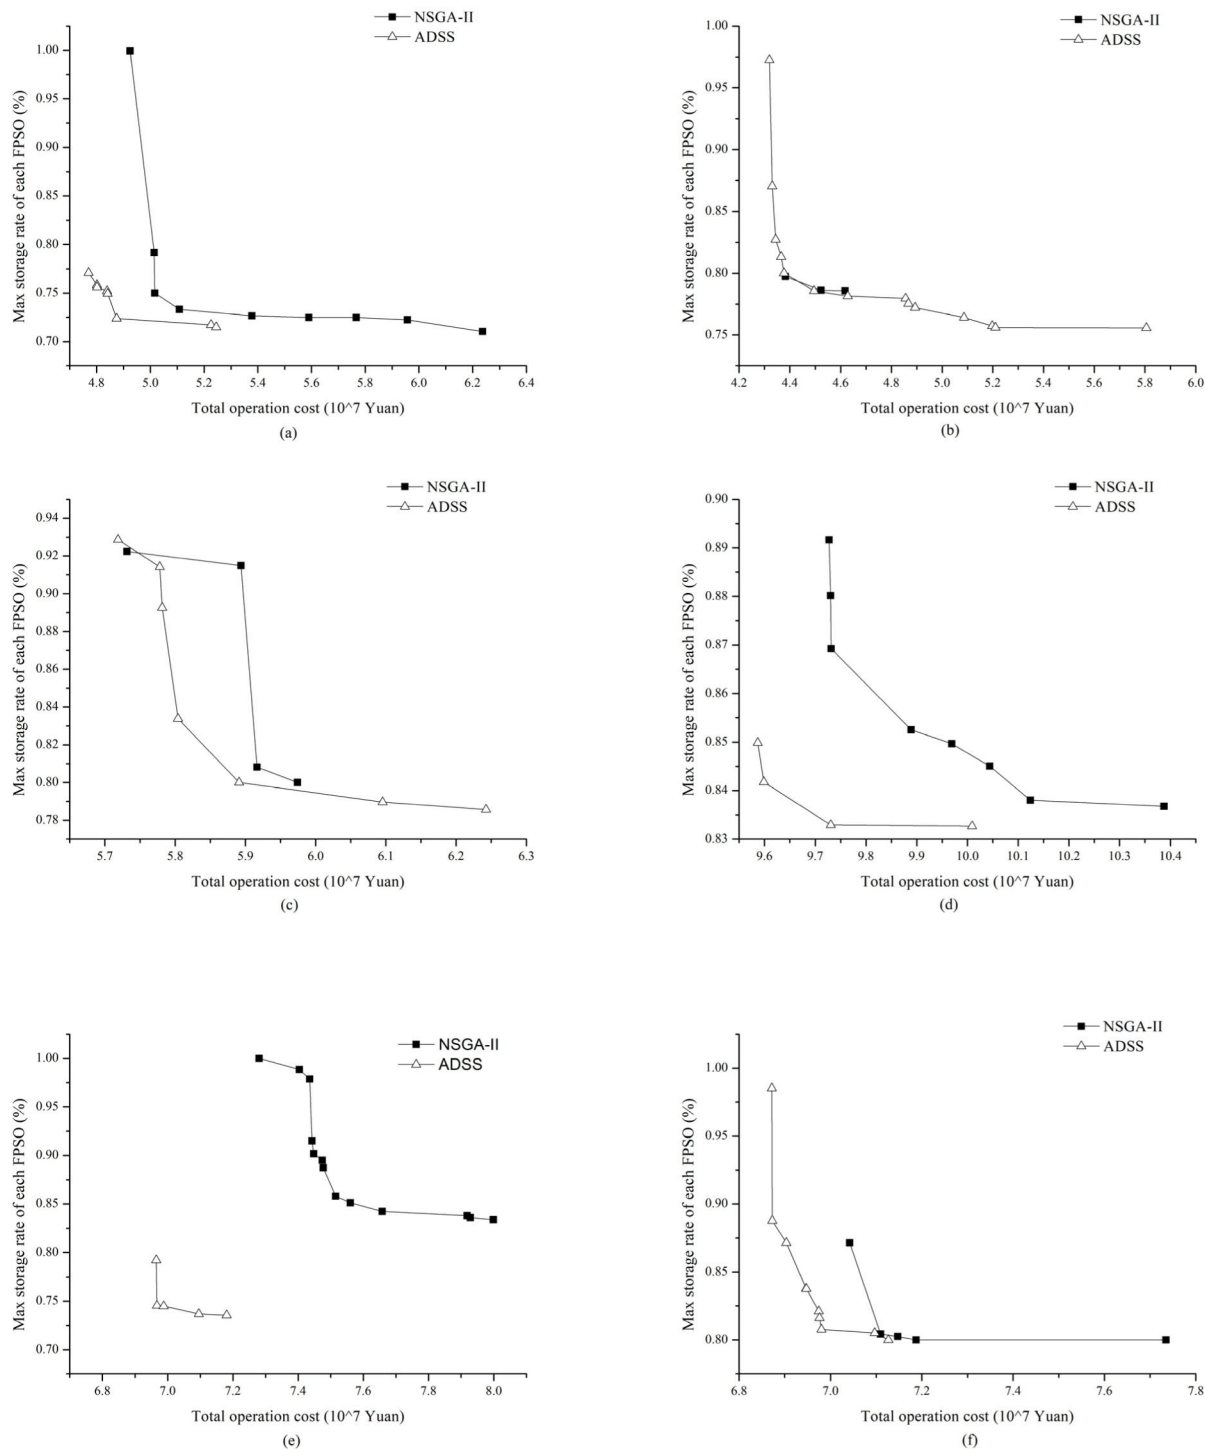 NSGA-II
ADSS
1.00
0.95
0.90
0.85
0.80
0.75
0.70
Max storage rate of each FPSO (%)
4.8 5.0 5.2 5.4 5.6 5.8 6.0 6.2 6.4
Total operation cost (10^7 Yuan)
(a)
NSGA-II
ADSS
1.00
0.95
0.90
0.85
0.80
0.75
Max storage rate of each FPSO (%)
4.2 4.4 4.6 4.8 5.0 5.2 5.4 5.6 5.8 6.0
Total operation cost (10^7 Yuan)
(b)
NSGA-II
ADSS
0.94
0.92
0.90
0.88
0.86
0.84
0.82
0.80
0.78
Max storage rate of each FPSO (%)
5.7 5.8 5.9 6.0 6.1 6.2 6.3
Total operation cost (10^7 Yuan)
(c)
NSGA-II
ADSS
0.90
0.89
0.88
0.87
0.86
0.85
0.84
0.83
Max storage rate of each FPSO (%)
9.6 9.7 9.8 9.9 10.0 10.1 10.2 10.3 10.4
Total operation cost (10^7 Yuan)
(d)
NSGA-II
ADSS
1.00
0.95
0.90
0.85
0.80
0.75
0.70
Max storage rate of each FPSO (%)
6.8 7.0 7.2 7.4 7.6 7.8 8.0
Total operation cost (10^7 Yuan)
(e)
NSGA-II
ADSS
1.00
0.95
0.90
0.85
0.80
Max storage rate of each FPSO (%)
6.8 7.0 7.2 7.4 7.6 7.8
Total operation cost (10^7 Yuan)
(f)